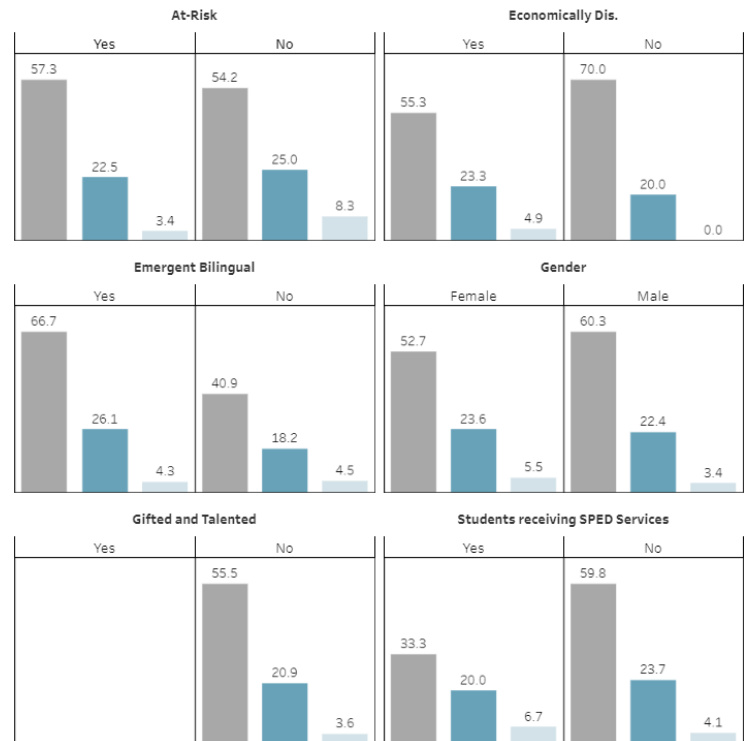 At-Risk
Economically Dis.
Yes No Yes No
57.3 54.2 55.3 70.0
22.5 25.0 23.3 20.0
3.4 8.3 4.9 0.0
Emergent Bilingual
Gender
Yes No Female Male
66.7 40.9 52.7 60.3
26.1 18.2 23.6 22.4
4.3 4.5 5.5 3.4
Gifted and Talented
Students receiving SPED Services
Yes No Yes No
55.5 33.3 59.8
20.9 20.0 23.7
3.6 6.7 4.1